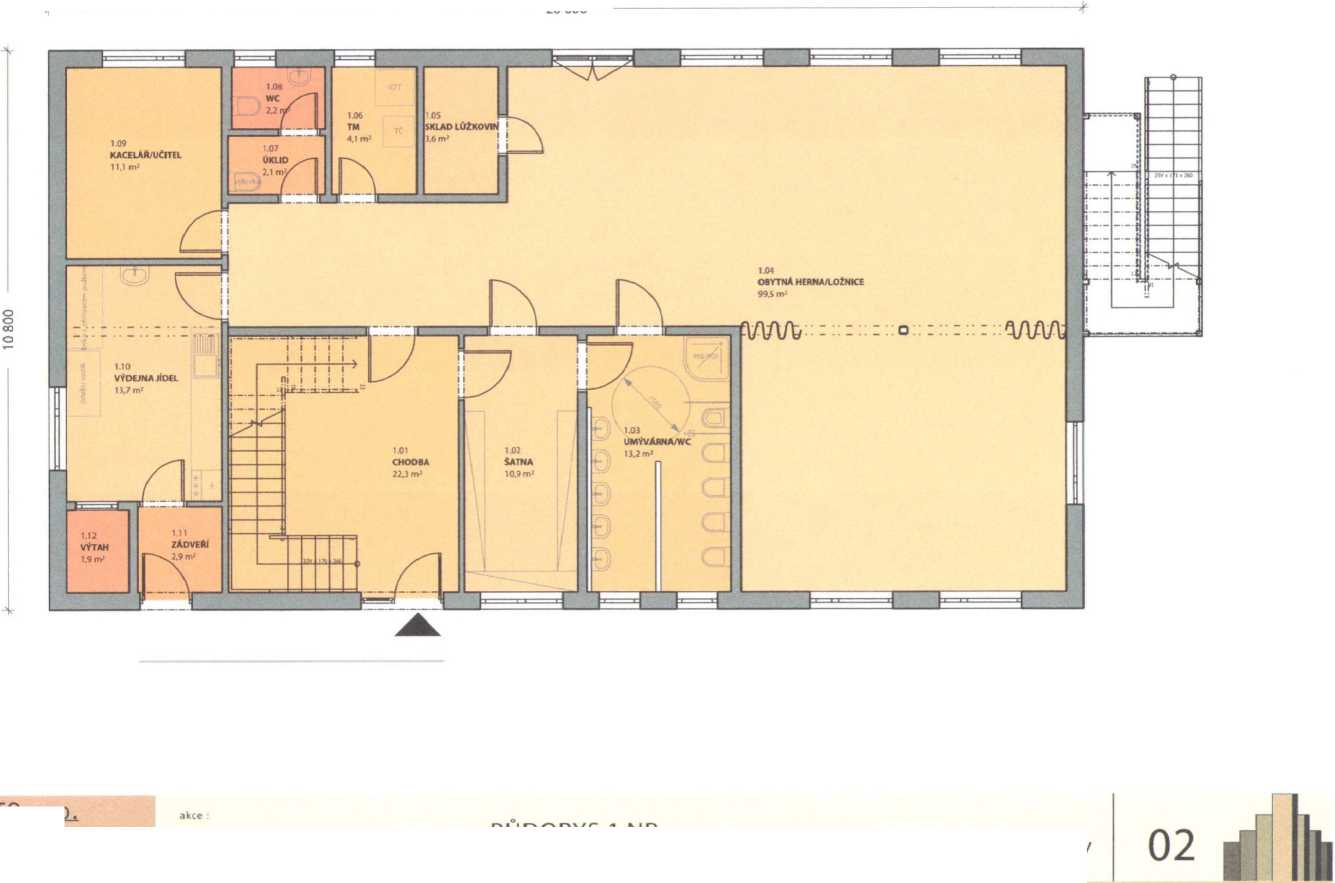 1.08
WC
2,2 m²
1.06
TM
4,1 m²
TČ
1.05
SKLAD LŮŽKOVIN
3,6 m²
1.09
KACELÁŘ/UČITEL
11,1 m²
1.07
ÚKLID
2,1 m²
1.04
OBYTNÁ HERNA/LOŽNICE
99,5 m²
10 800
1.10
VÝDEJNA JÍDEL
13,7 m²
1.01
CHODBA
22,3 m²
1.02
ŠATNA
10,9 m²
1.03
UMÝVÁRNA/WC
13,2 m²
1.12
VÝTAH
1,9 m²
1.11
ZÁDVEŘÍ
2,9 m²
akce :
PŮDORYS 1.NP
02